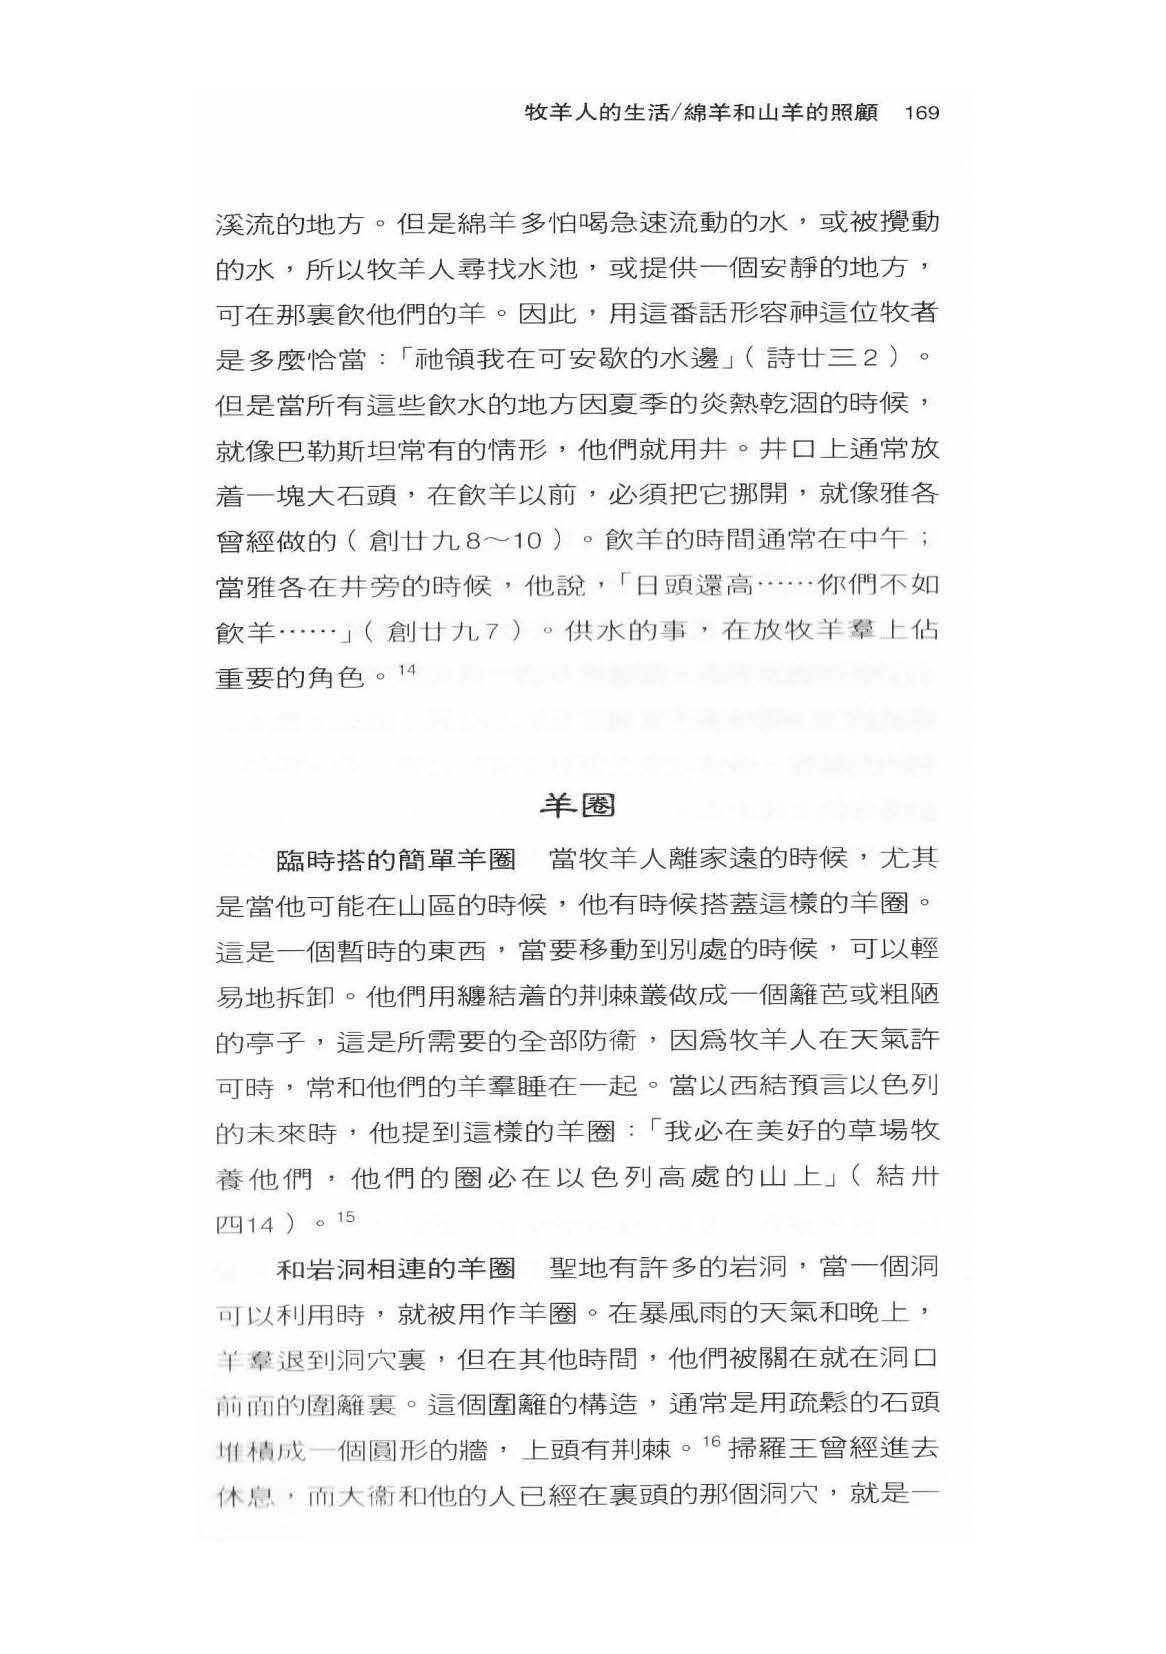 牧羊人的生活/綿羊和山羊的照顧 169
溪流的地方。但是綿羊多怕喝急速流動的水，或被攪動
的水，所以牧羊人尋找水池，或提供一個安靜的地方，
可在那裏飲他們的羊。因此，用這番話形容神這位牧者
是多麼恰當：「祂領我在可安歇的水邊」（詩廿三2）。
但是當所有這些飲水的地方因夏季的炎熱乾涸的時候，
就像巴勒斯坦常有的情形，他們就用井。井口上通常放
着一塊大石頭，在飲羊以前，必須把它挪開，就像雅各
曾經做的（創廿九8～10）。飲羊的時間通常在中午；
當雅各在井旁的時候，他說，「日頭還高……你們不如
飲羊……」（創廿九7）。供水的事，在放牧羊羣上佔
重要的角色。14
羊圈
臨時搭的簡單羊圈　當牧羊人離家遠的時候，尤其
是當他可能在山區的時候，他有時候搭蓋這樣的羊圈。
這是一個暫時的東西，當要移動到別處的時候，可以輕
易地拆卸。他們用纏結着的荆棘叢做成一個籬芭或粗陋
的亭子，這是所需要的全部防衞，因爲牧羊人在天氣許
可時，常和他們的羊羣睡在一起。當以西結預言以色列
的未來時，他提到這樣的羊圈：「我必在美好的草場牧
養他們，他們的圈必在以色列高處的山上」（結卅
四14）。15
和岩洞相連的羊圈　聖地有許多的岩洞，當一個洞
可以利用時，就被用作羊圈。在暴風雨的天氣和晚上，
羊羣退到洞穴裏，但在其他時間，他們被關在就在洞口
前面的圍籬裏。這個圍籬的構造，通常是用疏鬆的石頭
堆積成一個圓形的牆，上頭有荆棘。16掃羅王曾經進去
休息，而大衞和他的人已經在裏頭的那個洞穴，就是一